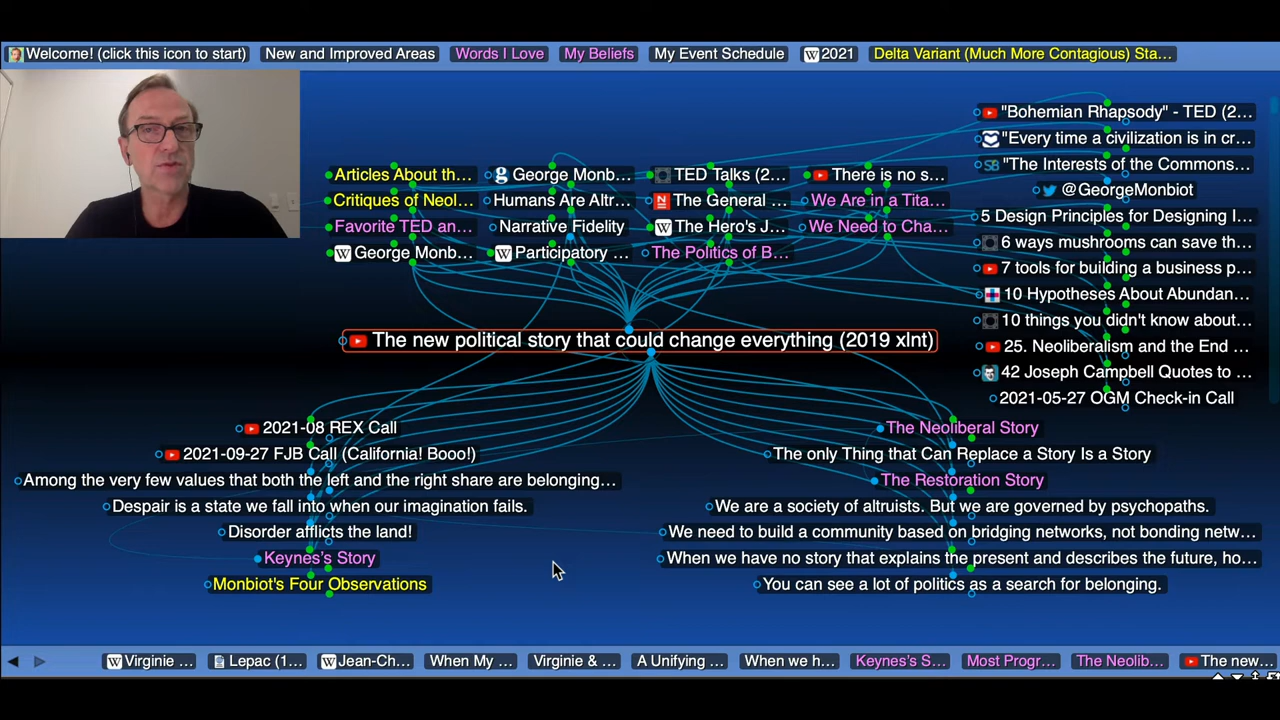 Welcome! (click this icon to start)
New and Improved Areas
Words I Love
My Beliefs
My Event Schedule
2021
Delta Variant (Much More Contagious) Sta...
Articles About th...
George Monb...
TED Talks (2...
There is no s...
Critiques of Neol...
Humans Are Altr...
The General ...
We Are in a Tita...
Favorite TED an...
Narrative Fidelity
The Hero's J...
We Need to Cha...
George Monb...
Participatory ...
The Politics of B...
"Bohemian Rhapsody" - TED (2...
"Every time a civilization is in cr...
"The Interests of the Commons...
@GeorgeMonbiot
5 Design Principles for Designing I...
6 ways mushrooms can save th...
7 tools for building a business p...
10 Hypotheses About Abundan...
10 things you didn't know about...
25. Neoliberalism and the End ...
42 Joseph Campbell Quotes to ...
2021-05-27 OGM Check-in Call
The new political story that could change everything (2019 xlnt)
2021-08 REX Call
2021-09-27 FJB Call (California! Booo!)
Among the very few values that both the left and the right share are belonging...
Despair is a state we fall into when our imagination fails.
Disorder afflicts the land!
Keynes's Story
Monbiot's Four Observations
The Neoliberal Story
The only Thing that Can Replace a Story Is a Story
The Restoration Story
We are a society of altruists. But we are governed by psychopaths.
We need to build a community based on bridging networks, not bonding netw...
When we have no story that explains the present and describes the future, ho...
You can see a lot of politics as a search for belonging.
Virginie ...
Lepac (1...
Jean-Ch...
When My ...
Virginie & ...
A Unifying ...
When we h...
Keynes's S...
Most Progr...
The Neolib...
The new...